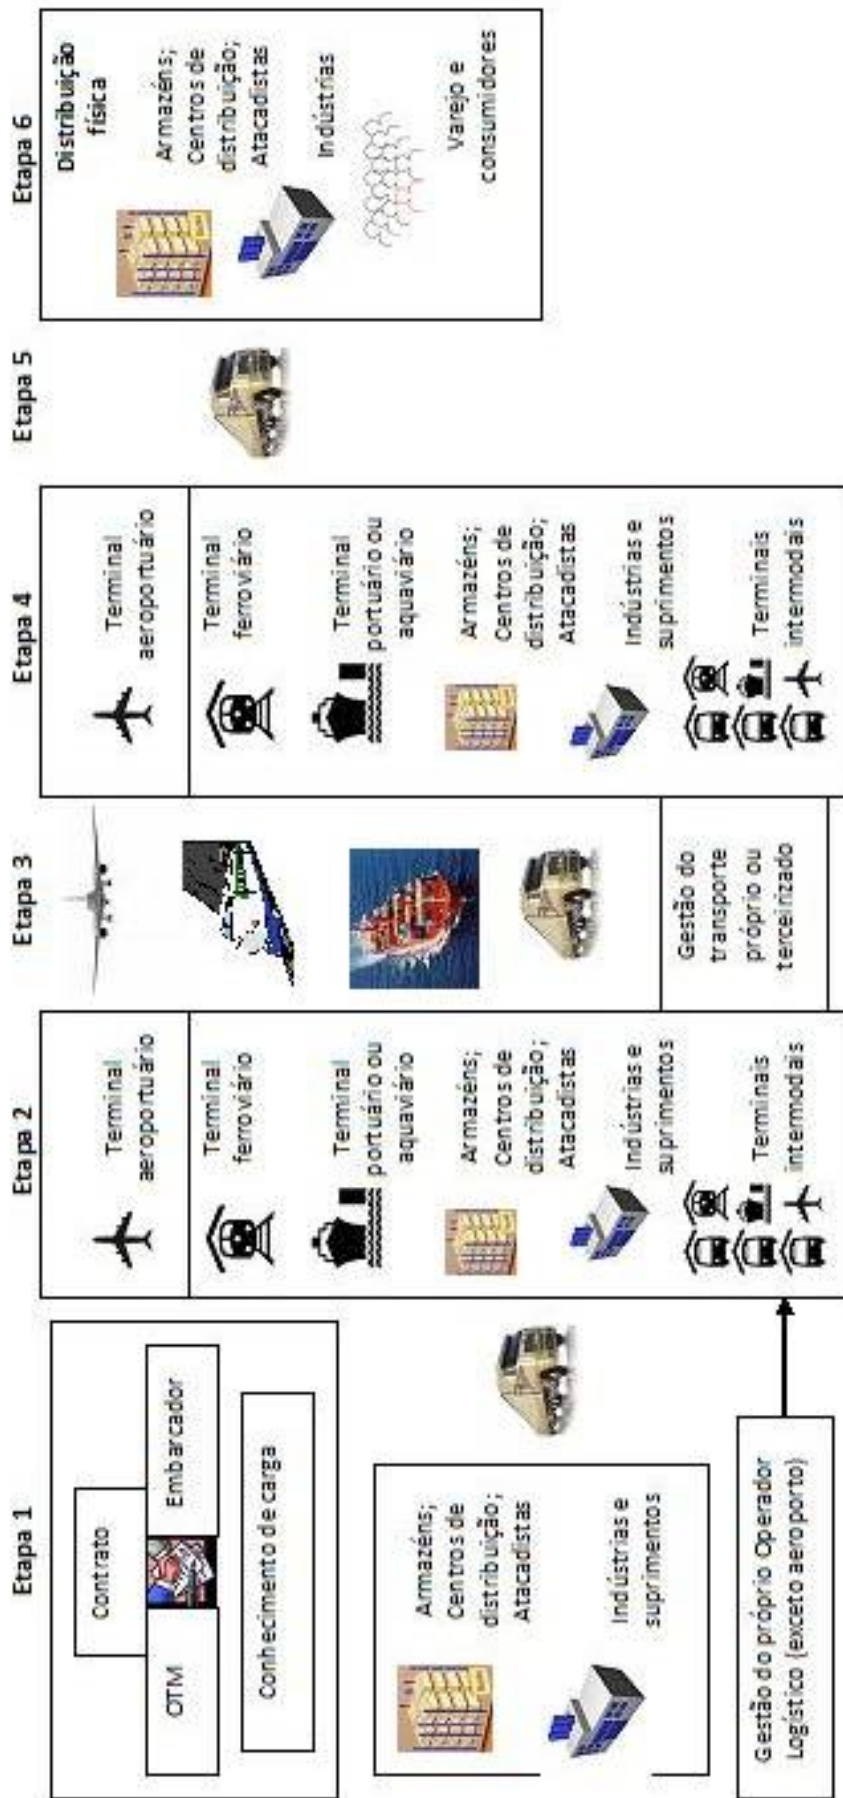 Etapa 1
Contrato
OTM
Embarcador
Conhecimento de carga
Armazéns;
Centros de
distribuição;
Atacadistas
Indústrias e
suprimentos
Gestão do próprio Operador
Logístico (exceto aeroporto)
Etapa 2
Terminal
aeroportuário
Terminal
ferroviário
Terminal
portuário ou
aquaviário
Armazéns;
Centros de
distribuição;
Atacadistas
Indústrias e
suprimentos
Terminais
intermodais
Etapa 3
Gestão do
transporte
próprio ou
terceirizado
Etapa 4
Terminal
aeroportuário
Terminal
ferroviário
Terminal
portuário ou
aquaviário
Armazéns;
Centros de
distribuição;
Atacadistas
Indústrias e
suprimentos
Terminais
intermodais
Etapa 5
Etapa 6
Distribuição
física
Armazéns;
Centros de
distribuição;
Atacadistas
Indústrias
Varejo e
consumidores